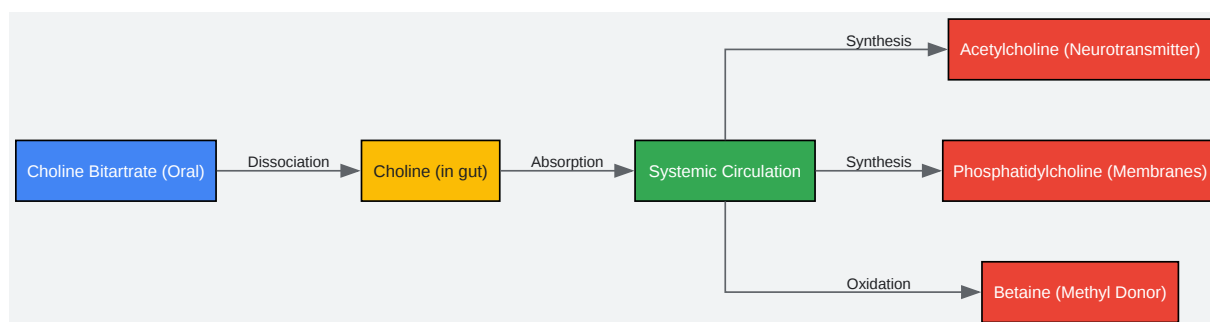 Synthesis
Acetylcholine (Neurotransmitter)
Choline Bitartrate (Oral)
Dissociation
Choline (in gut)
Absorption
Systemic Circulation
Synthesis
Phosphatidylcholine (Membranes)
Oxidation
Betaine (Methyl Donor)